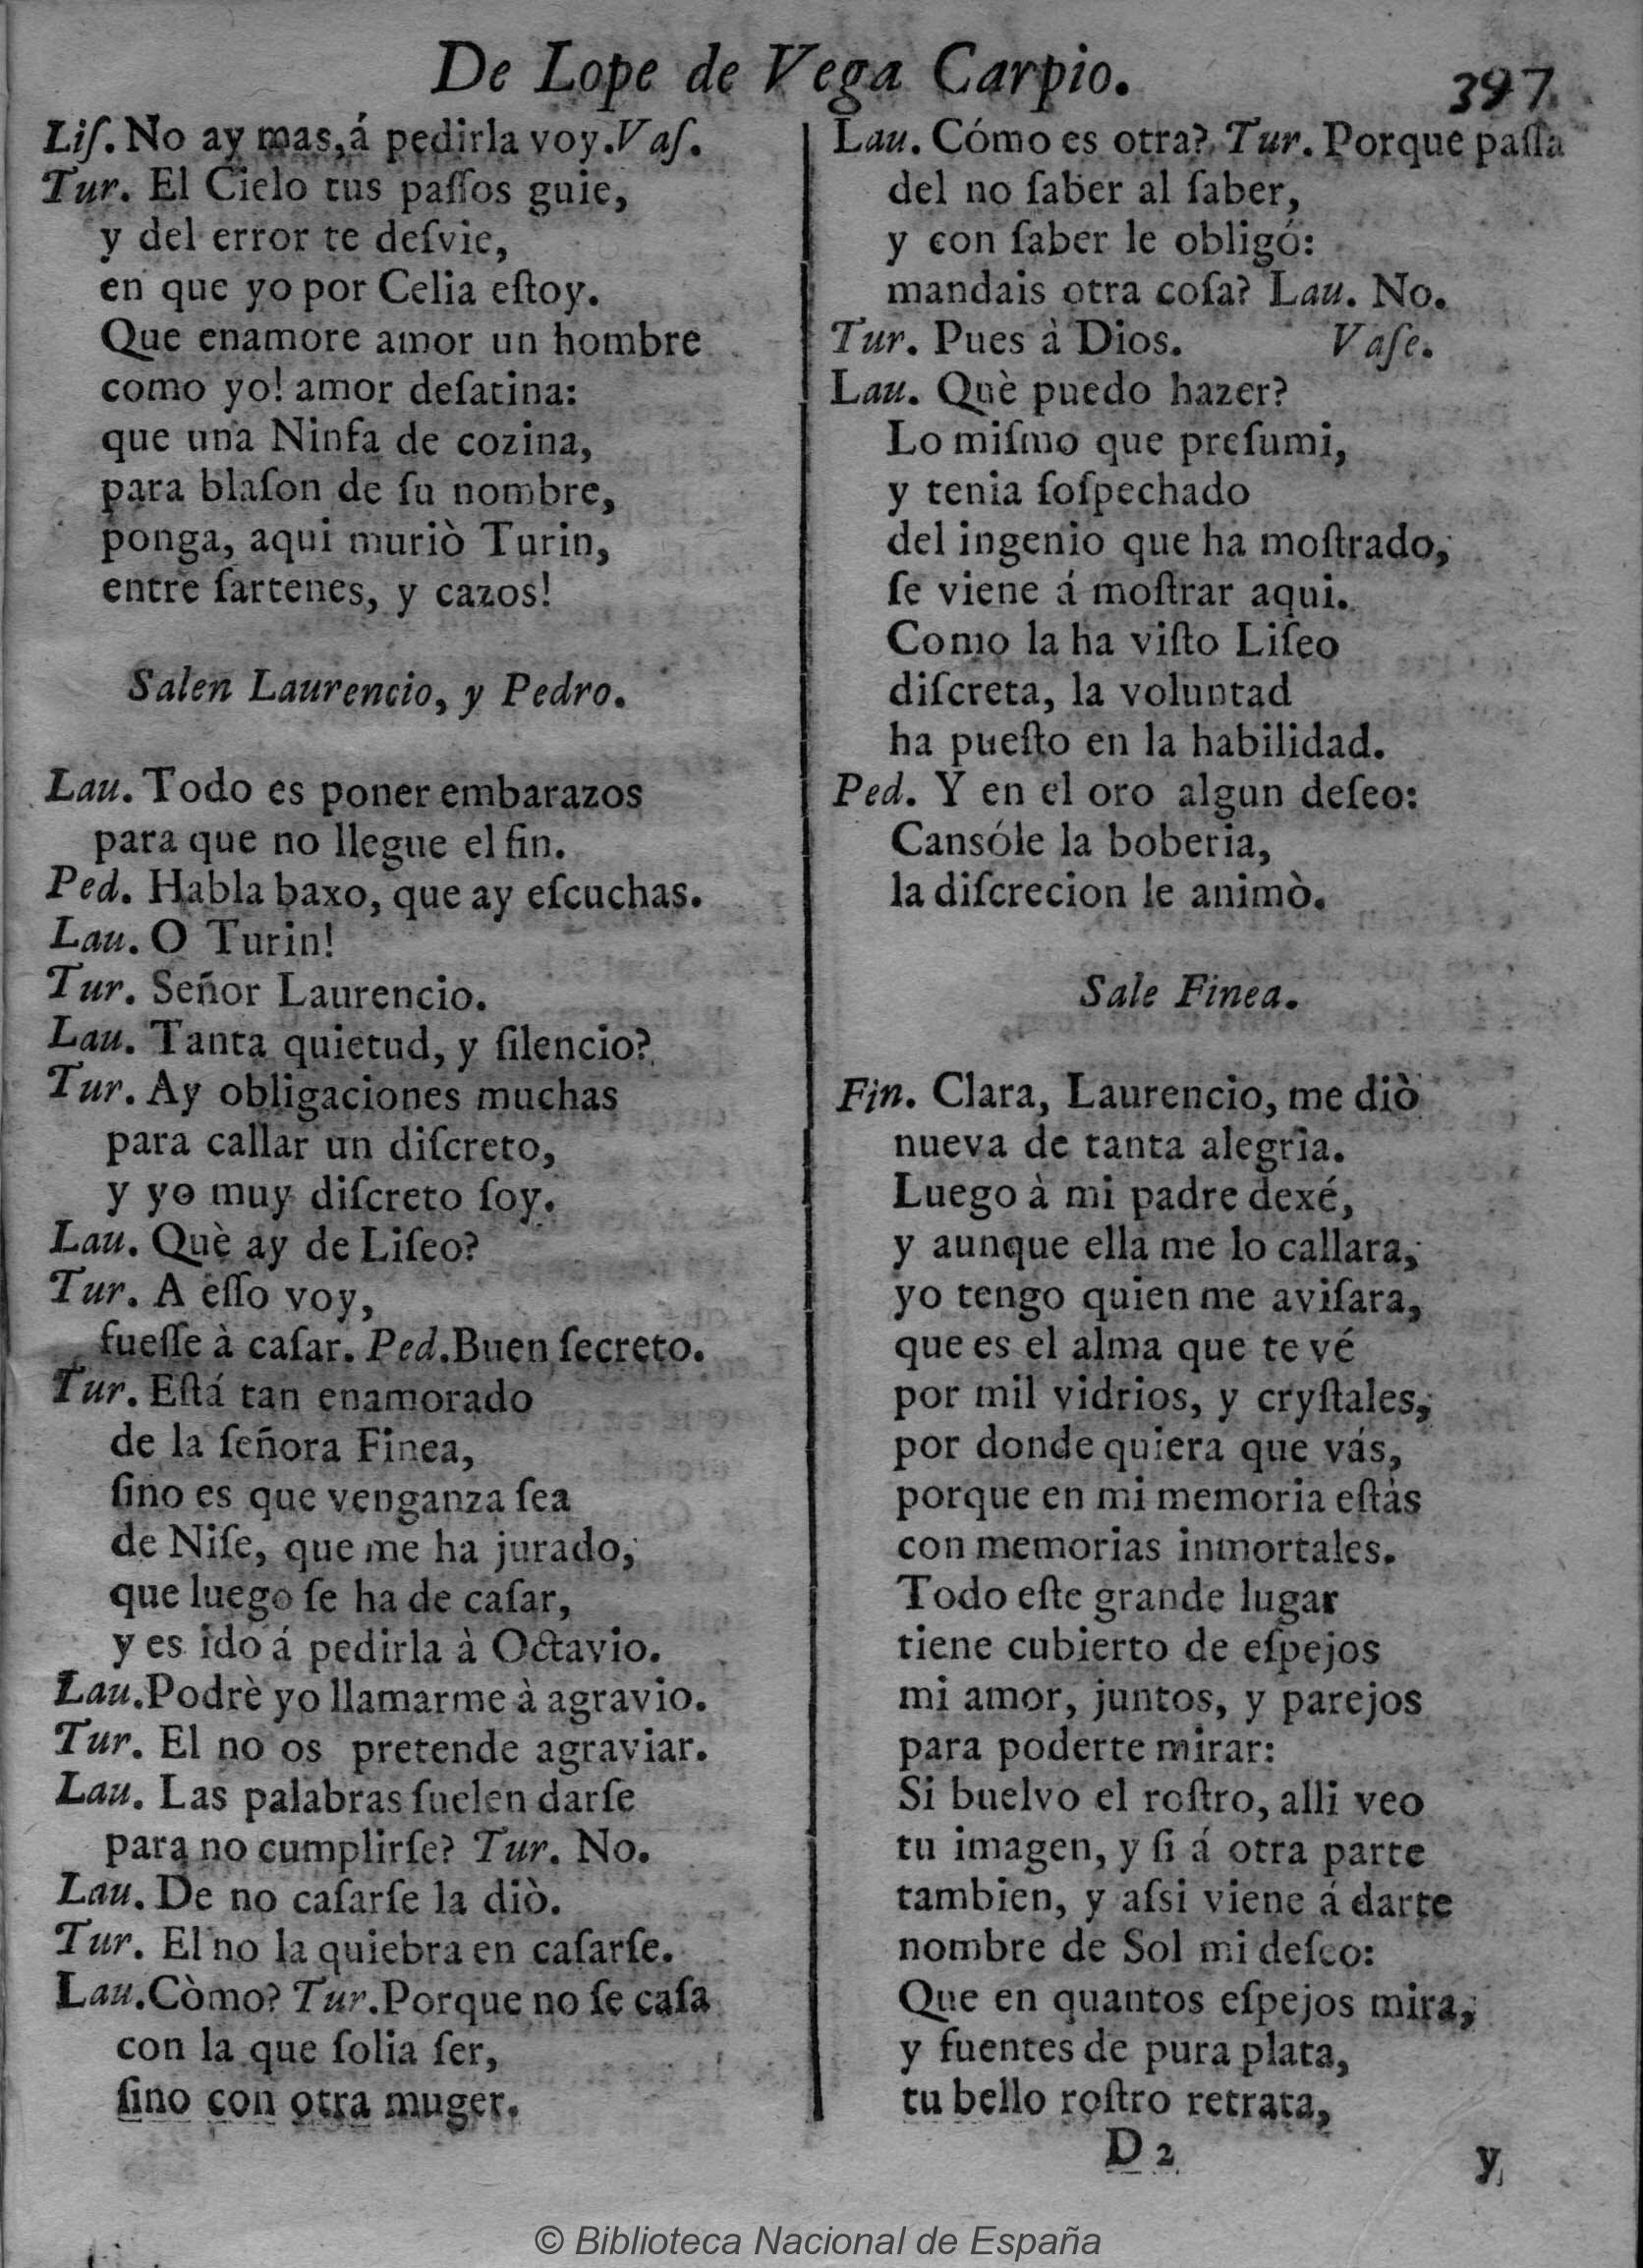 De Lope de Vega Carpio.
397
Liſ. No ay mas, á pedirla voy. Vaſ.
Tur. El Cielo tus paſſos guie,
y del error te deſvie,
en que yo por Celia eſtoy.
Que enamore amor un hombre
como yo! amor deſatina:
que una Ninfa de cozina,
para blaſon de ſu nombre,
ponga, aqui muriò Turin,
entre ſartenes, y cazos!
Salen Laurencio, y Pedro.
Lau. Todo es poner embarazos
para que no llegue el fin.
Ped. Habla baxo, que ay eſcuchas.
Lau. O Turin!
Tur. Señor Laurencio.
Lau. Tanta quietud, y ſilencio?
Tur. Ay obligaciones muchas
para callar un diſcreto,
y yo muy diſcreto ſoy.
Lau. Què ay de Liſeo?
Tur. A eſſo voy,
fueſſe à caſar. Ped. Buen ſecreto.
Tur. Eſtá tan enamorado
de la ſeñora Finea,
ſino es que venganza ſea
de Niſe, que me ha jurado,
que luego ſe ha de caſar,
y es ido á pedirla à Octavio.
Lau. Podrè yo llamarme à agravio.
Tur. El no os pretende agraviar.
Lau. Las palabras ſuelen darſe
para no cumplirſe? Tur. No.
Lau. De no caſarſe la diò.
Tur. El no la quiebra en caſarſe.
Lau. Còmo? Tur. Porque no ſe caſa
con la que ſolia ſer,
ſino con otra muger.
Lau. Cómo es otra? Tur. Porque paſſa
del no ſaber al ſaber,
y con ſaber le obligó:
mandais otra coſa? Lau. No.
Tur. Pues à Dios. Vaſe.
Lau. Què puedo hazer?
Lo miſmo que preſumi,
y tenia ſoſpechado
del ingenio que ha moſtrado,
ſe viene á moſtrar aqui.
Como la ha viſto Liſeo
diſcreta, la voluntad
ha pueſto en la habilidad.
Ped. Y en el oro algun deſeo:
Cansóle la boberia,
la diſcrecion le animò.
Sale Finea.
Fin. Clara, Laurencio, me diò
nueva de tanta alegria.
Luego à mi padre dexé,
y aunque ella me lo callara,
yo tengo quien me aviſara,
que es el alma que te vé
por mil vidrios, y cryſtales,
por donde quiera que vás,
porque en mi memoria eſtàs
con memorias inmortales.
Todo eſte grande lugar
tiene cubierto de eſpejos
mi amor, juntos, y parejos
para poderte mirar:
Si buelvo el roſtro, alli veo
tu imagen, y ſi á otra parte
tambien, y aſsi viene á darte
nombre de Sol mi deſeo:
Que en quantos eſpejos mira,
y fuentes de pura plata,
tu bello roſtro retrata,
D 2
y
© Biblioteca Nacional de España